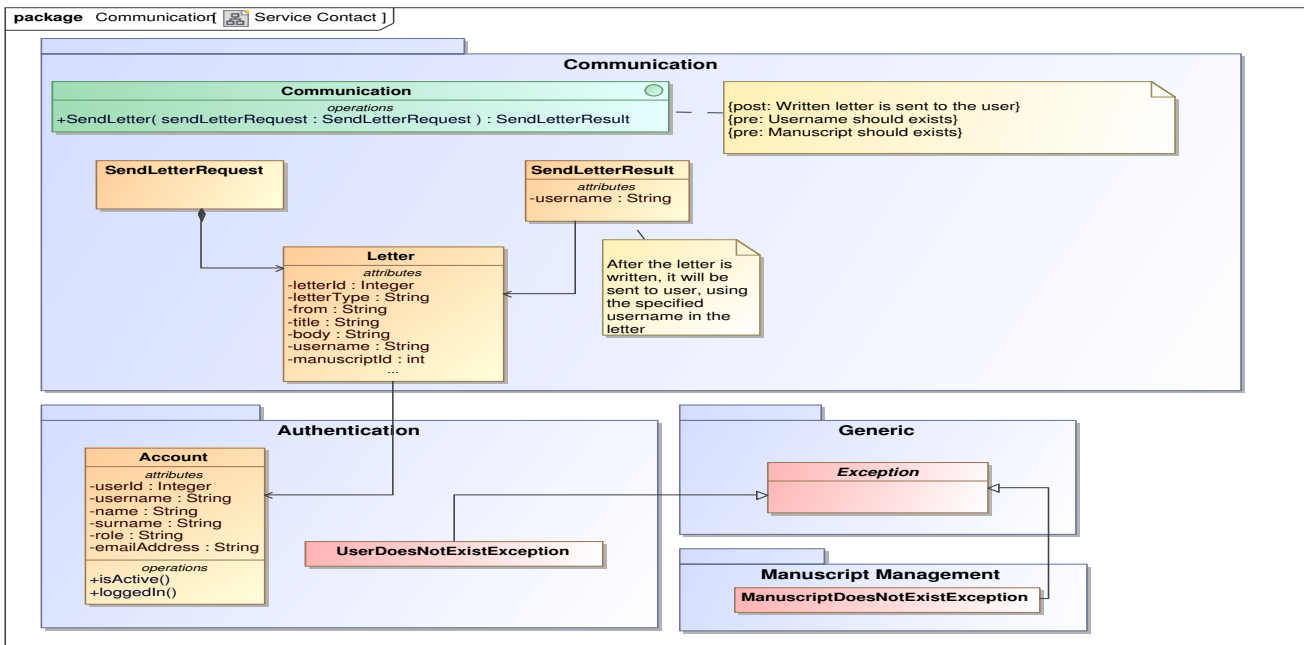 package Communication[ Service Contact ]
Communication
Communication
operations
+SendLetter( sendLetterRequest : SendLetterRequest ) : SendLetterResult
{post: Written letter is sent to the user}
{pre: Username should exists}
{pre: Manuscript should exists}
SendLetterRequest
SendLetterResult
attributes
-username : String
After the letter is
written, it will be
sent to user, using
the specified
username in the
letter
Letter
attributes
-letterId : Integer
-letterType : String
-from : String
-title : String
-body : String
-username : String
-manuscriptId : int
...
Authentication
Account
attributes
-userId : Integer
-username : String
-name : String
-surname : String
-role : String
-emailAddress : String
operations
+isActive()
+loggedIn()
UserDoesNotExistException
Generic
Exception
Manuscript Management
ManuscriptDoesNotExistException